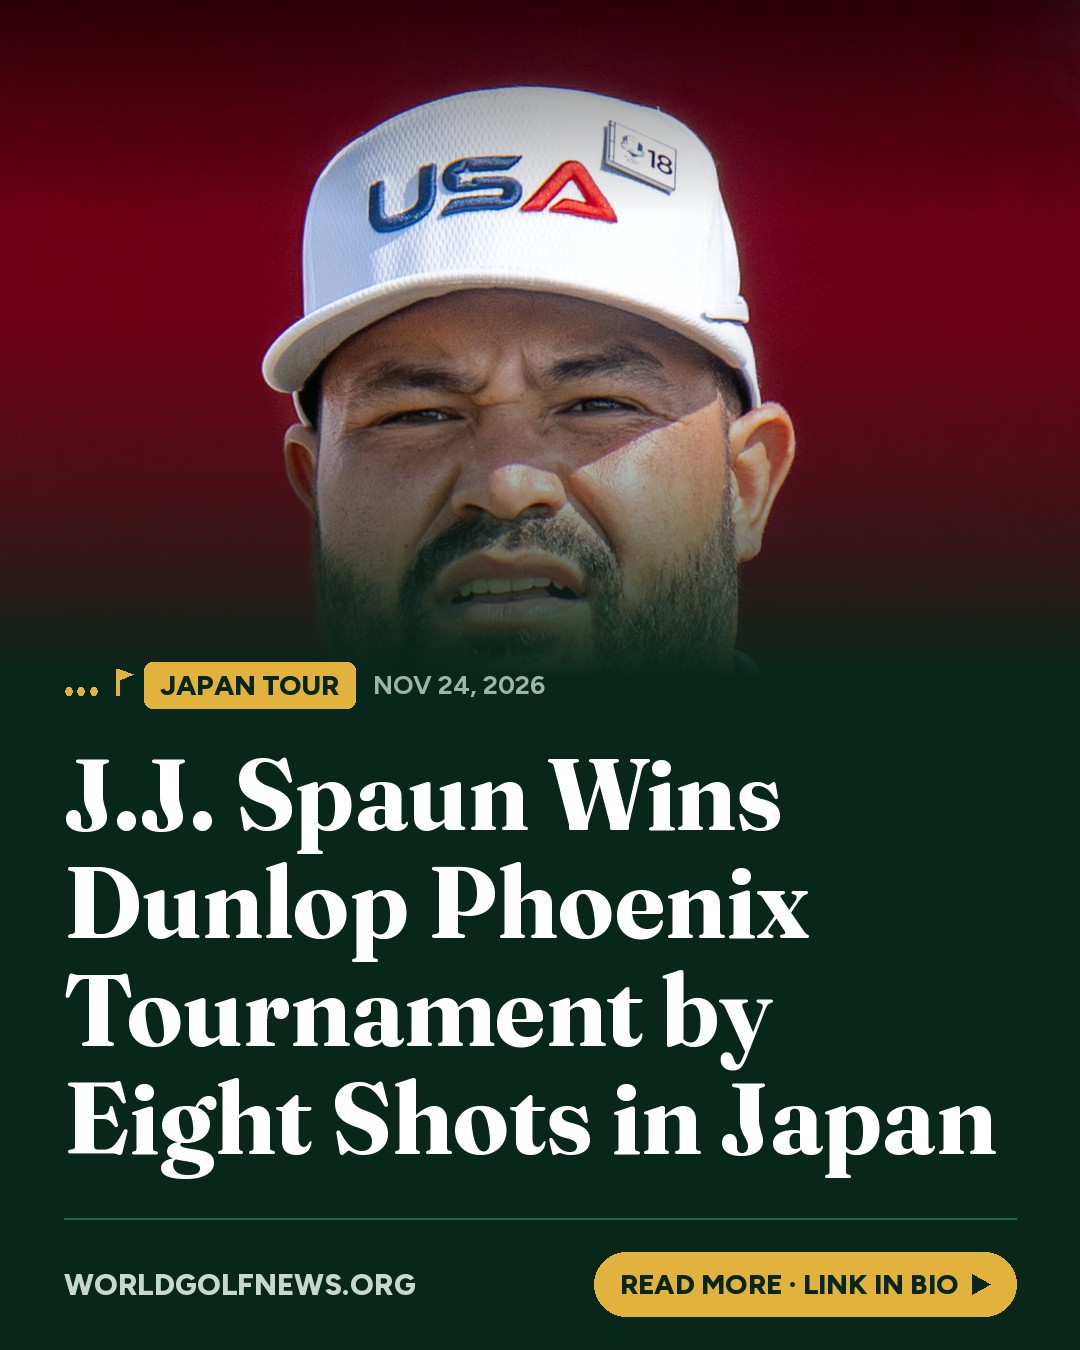 USA
18
... JAPAN TOUR NOV 24, 2026
J.J. Spaun Wins
Dunlop Phoenix
Tournament by
Eight Shots in Japan
WORLDGOLFNEWS.ORG
READ MORE · LINK IN BIO ▶